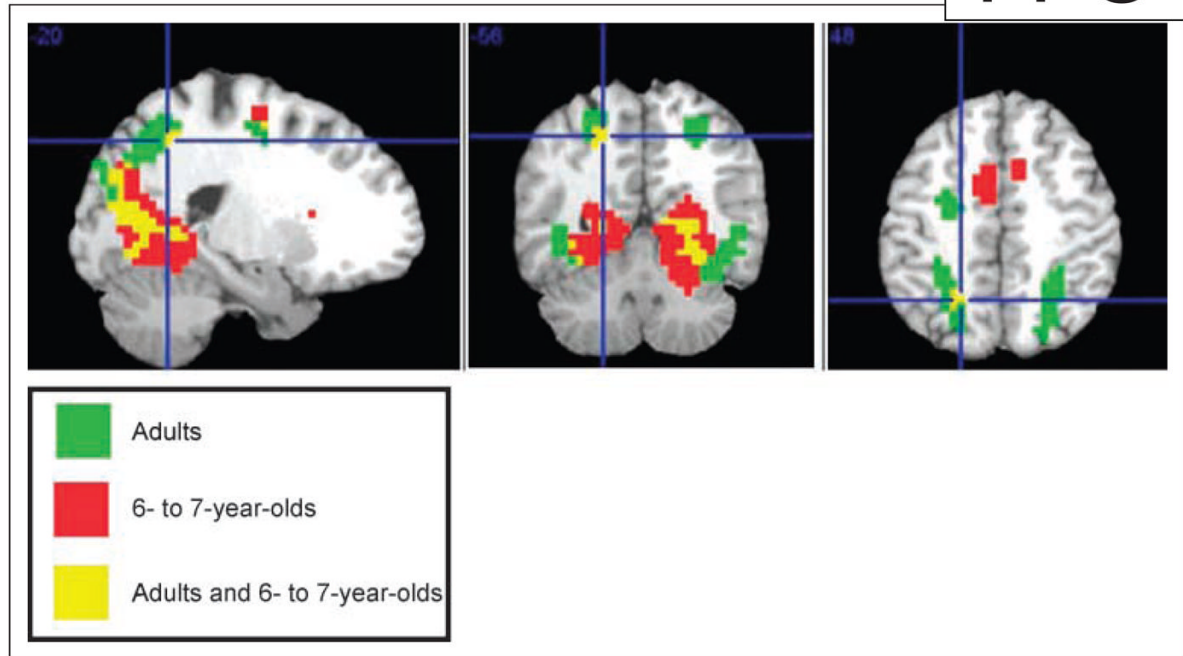 -20
-56
48
Adults
6- to 7-year-olds
Adults and 6- to 7-year-olds